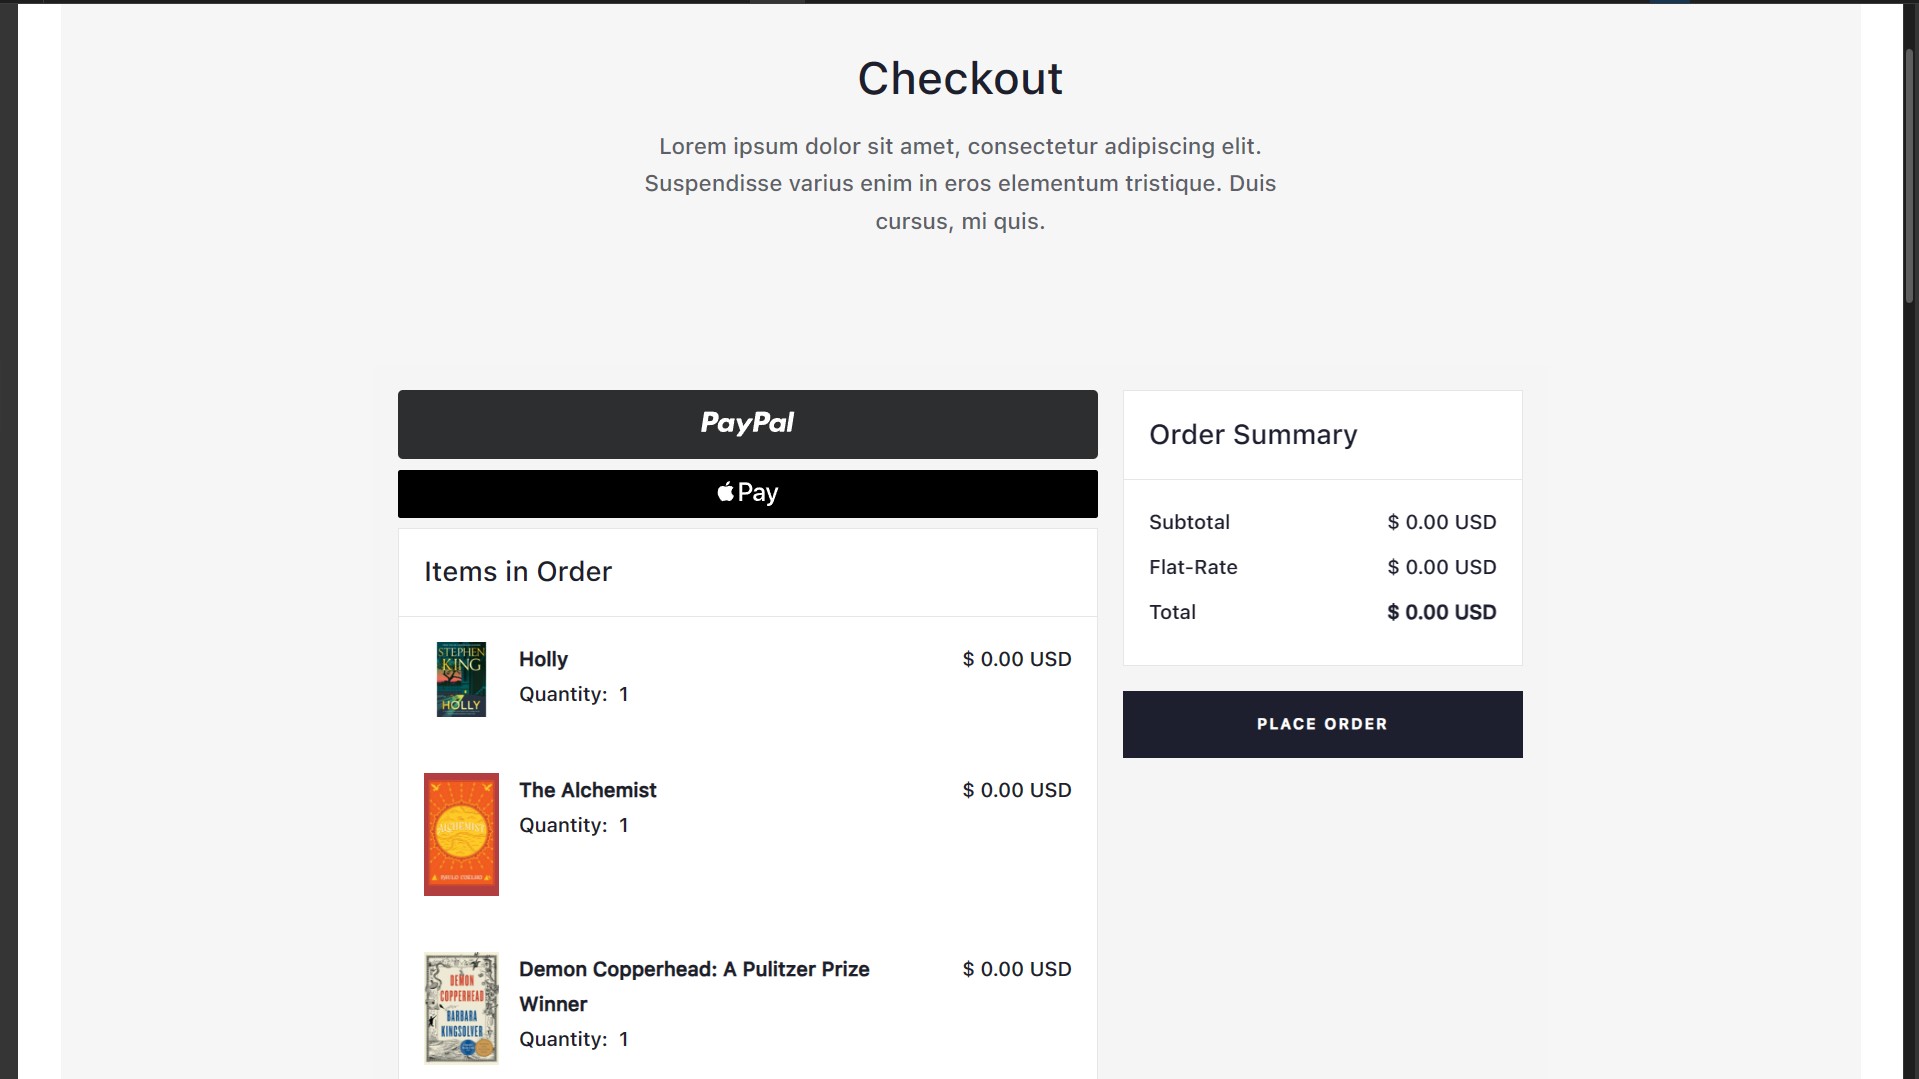 Checkout
Lorem ipsum dolor sit amet, consectetur adipiscing elit.
Suspendisse varius enim in eros elementum tristique. Duis
cursus, mi quis.
PayPal
Pay
Items in Order
STEPHEN
KING
HOLLY
Holly
$ 0.00 USD
Quantity: 1
ALCHEMIST
PAULO COELHO
The Alchemist
$ 0.00 USD
Quantity: 1
DEMON
COPPERHEAD
BARBARA
KINGSOLVER
Demon Copperhead: A Pulitzer Prize
Winner
$ 0.00 USD
Quantity: 1
Order Summary
Subtotal $ 0.00 USD
Flat-Rate $ 0.00 USD
Total $ 0.00 USD
PLACE ORDER